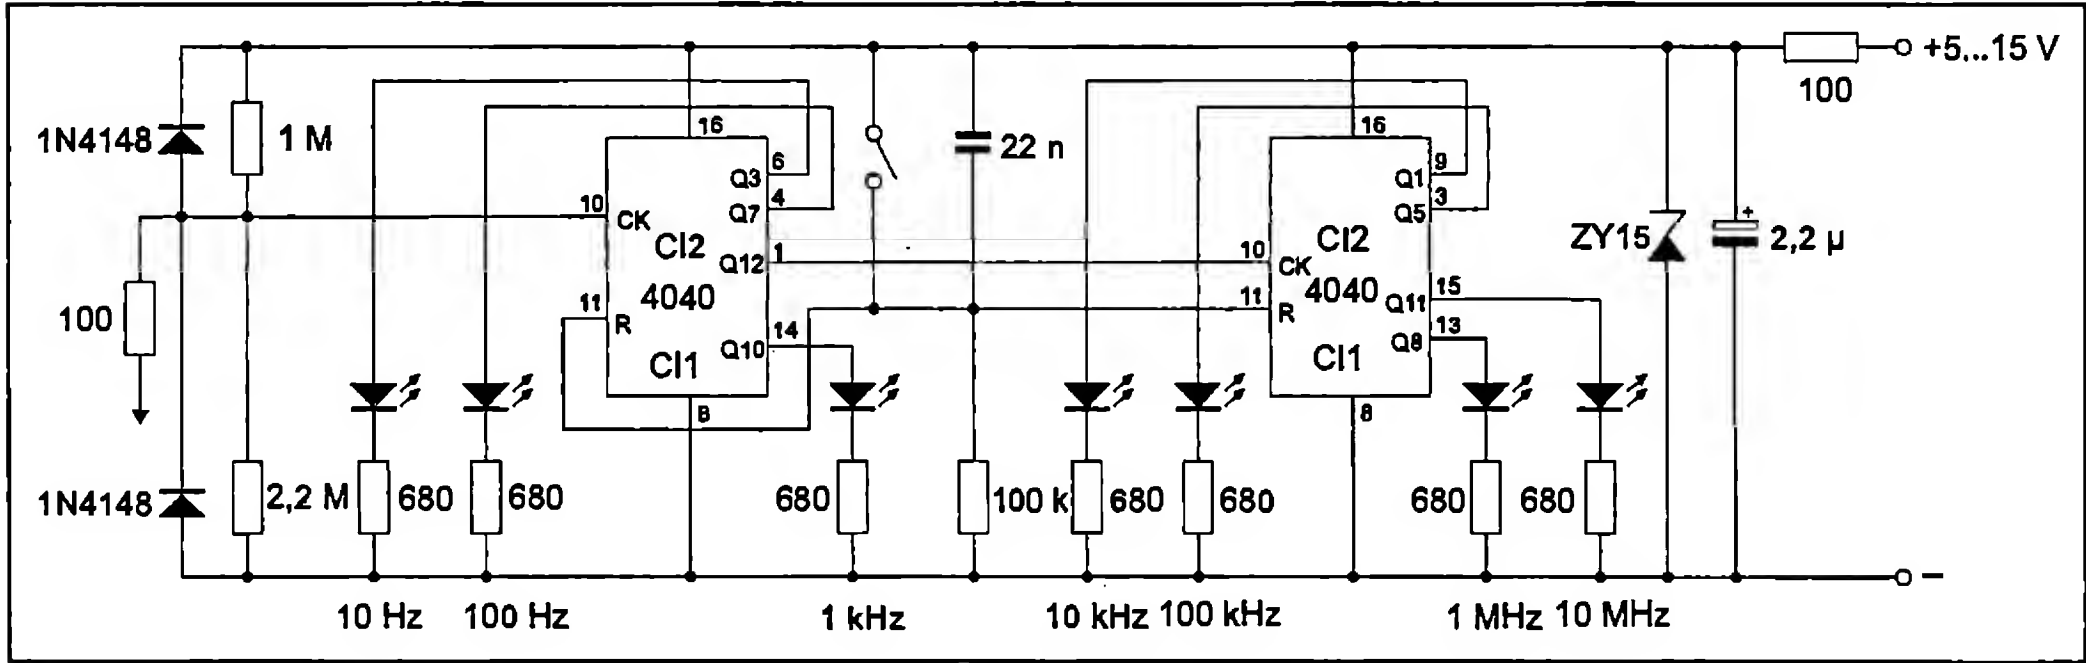 +5...15 V
100
1N4148
1 M
16
6
Q3
4
Q7
10
CK
CI2
Q12
1
4040
11
R
14
Q10
CI1
8
22 n
16
9
Q1
3
Q5
10
CK
CI2
4040
11
R
15
Q11
13
Q8
CI1
8
ZY15
+
2,2 µ
100
1N4148
2,2 M
680
680
680
100 k
680
680
680
680
–
10 Hz
100 Hz
1 kHz
10 kHz
100 kHz
1 MHz
10 MHz